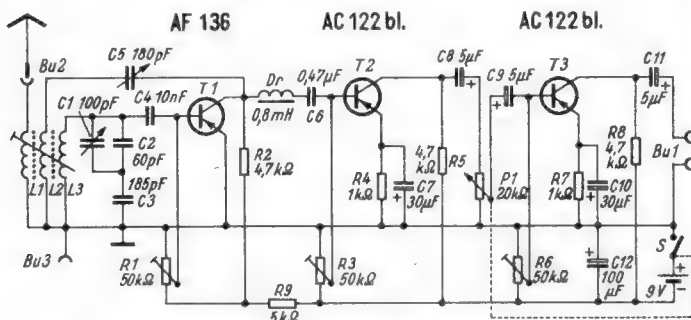 AF 136
AC 122 bl.
AC 122 bl.
C5 180pF
Bu2
C1 100pF
C4 10nF
T1
Dr
0,8mH
0,47µF
C6
T2
C8 5µF
C9 5µF
T3
C11
5µF
L1
L2
L3
C2
60pF
185pF
C3
R2
4,7kΩ
R4
1kΩ
C7
30µF
4,7
kΩ
R5
P1
20kΩ
R7
1kΩ
C10
30µF
R8
4,7
kΩ
Bu1
Bu3
R1
50kΩ
R9
5kΩ
R3
50kΩ
R6
50kΩ
C12
100
µF
S
9V